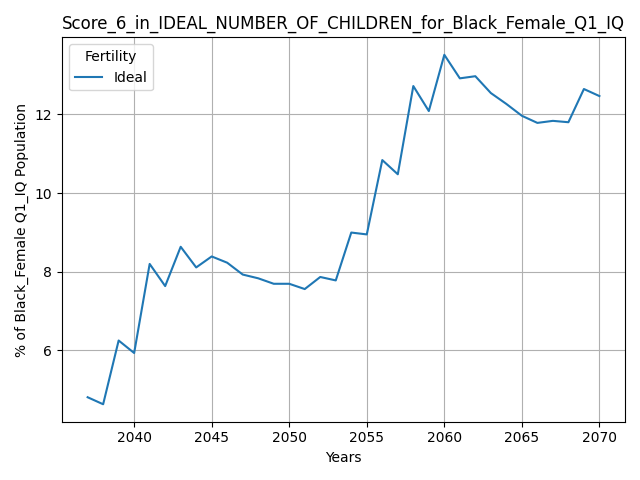 Score_6_in_IDEAL_NUMBER_OF_CHILDREN_for_Black_Female_Q1_IQ
Fertility
Ideal
% of Black_Female Q1_IQ Population
12
10
8
6
2040 2045 2050 2055 2060 2065 2070
Years